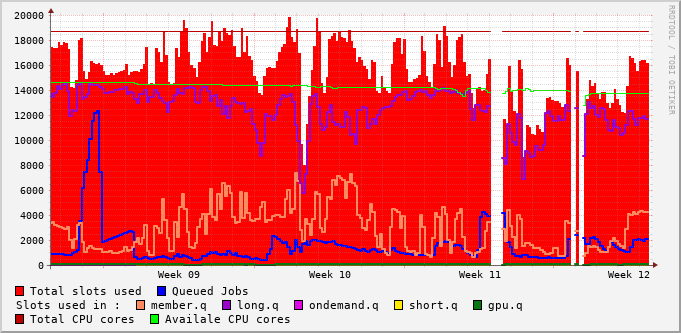 20000
18000
16000
14000
12000
10000
8000
6000
4000
2000
0
Week 09 Week 10 Week 11 Week 12
Total slots used Queued Jobs
Slots used in : member.q long.q ondemand.q short.q gpu.q
Total CPU cores Availale CPU cores
RRDTOOL / TOBI OETIKER